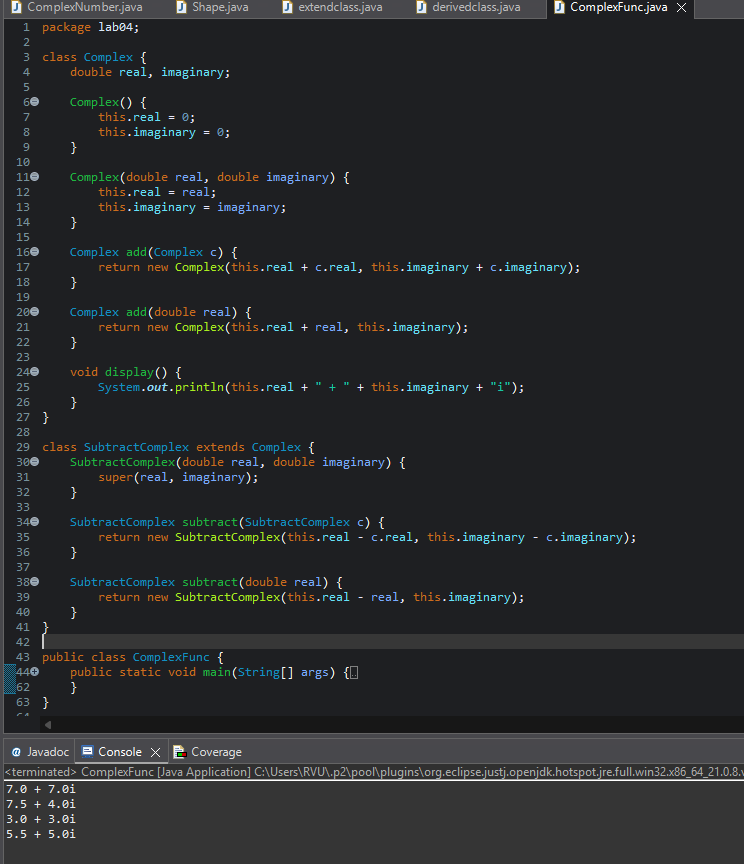 ComplexNumber.java Shape.java extendclass.java derivedclass.java ComplexFunc.java
1 package lab04;
2
3 class Complex {
4     double real, imaginary;
5
6     Complex() {
7         this.real = 0;
8         this.imaginary = 0;
9     }
10
11     Complex(double real, double imaginary) {
12         this.real = real;
13         this.imaginary = imaginary;
14     }
15
16     Complex add(Complex c) {
17         return new Complex(this.real + c.real, this.imaginary + c.imaginary);
18     }
19
20     Complex add(double real) {
21         return new Complex(this.real + real, this.imaginary);
22     }
23
24     void display() {
25         System.out.println(this.real + " + " + this.imaginary + "i");
26     }
27 }
28
29 class SubtractComplex extends Complex {
30     SubtractComplex(double real, double imaginary) {
31         super(real, imaginary);
32     }
33
34     SubtractComplex subtract(SubtractComplex c) {
35         return new SubtractComplex(this.real - c.real, this.imaginary - c.imaginary);
36     }
37
38     SubtractComplex subtract(double real) {
39         return new SubtractComplex(this.real - real, this.imaginary);
40     }
41 }
42
43 public class ComplexFunc {
44     public static void main(String[] args) {
62     }
63 }
Javadoc Console Coverage
<terminated> ComplexFunc [Java Application] C:\Users\RVU\.p2\pool\plugins\org.eclipse.justj.openjdk.hotspot.jre.full.win32.x86_64_21.0.8.v
7.0 + 7.0i
7.5 + 4.0i
3.0 + 3.0i
5.5 + 5.0i